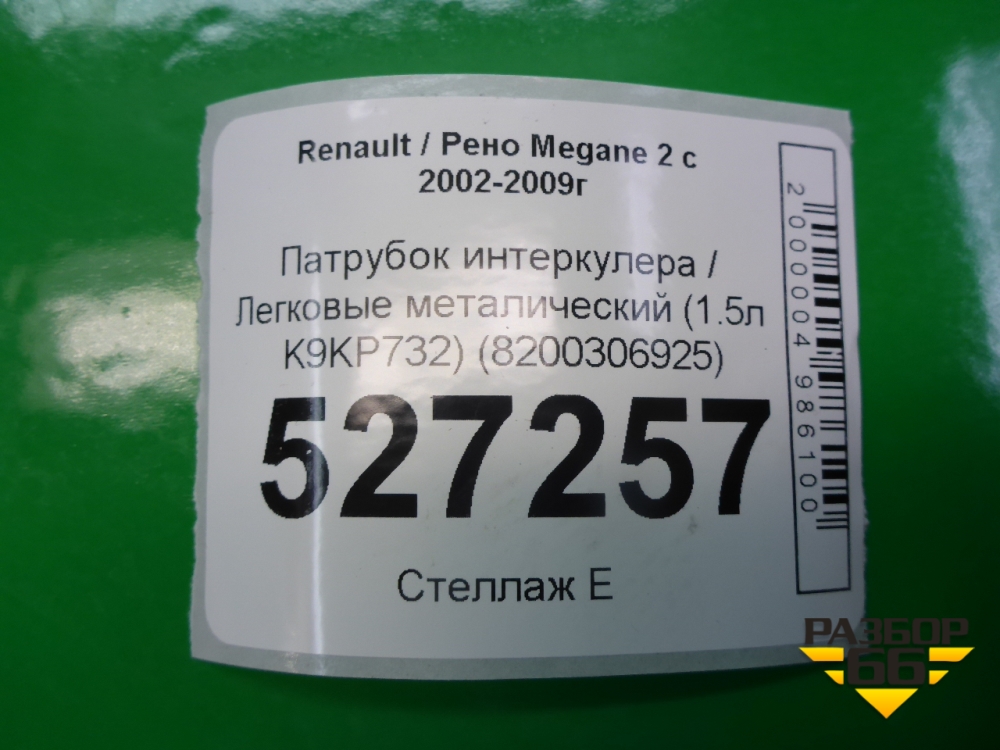 Renault / Рено Megane 2 с
2002-2009г
Патрубок интеркулера /
Легковые металический (1.5л
K9KP732) (8200306925)
527257
Стеллаж Е
2000004986100
РАЗБОР
66